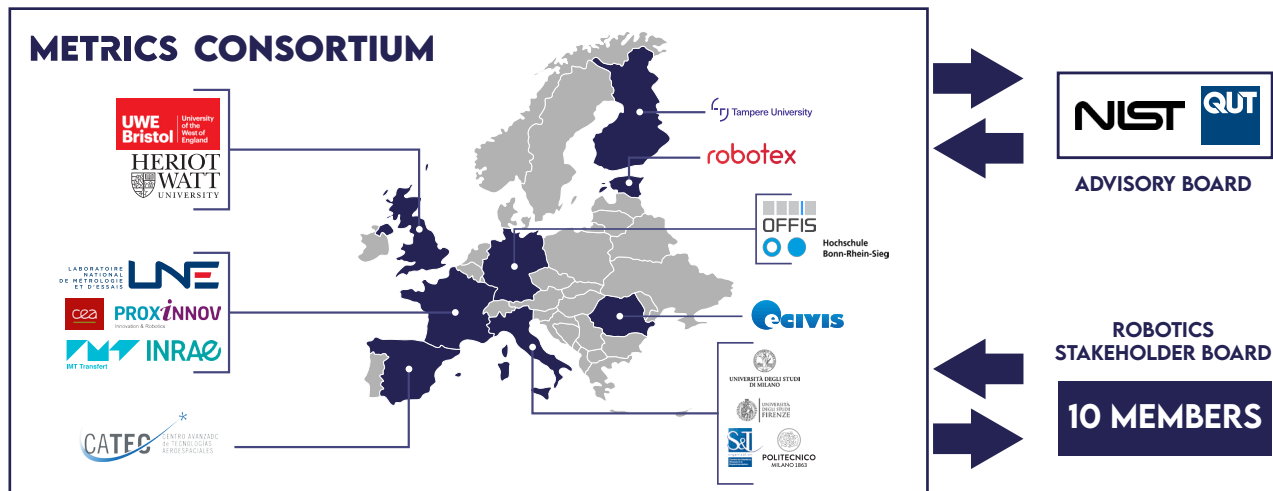 METRICS CONSORTIUM
UWE
Bristol
University
of the
West of
England
HERIOT
WATT
UNIVERSITY
LABORATOIRE
NATIONAL
DE MÉTROLOGIE
ET D'ESSAIS
LNE
cea
PROXiNNOV
Innovation & Robotics
IMT Transfert
INRAE
CATEC
CENTRO AVANZADO
DE TECNOLOGÍAS
AEROESPACIALES
Tampere University
robotex
OFFIS
Hochschule
Bonn-Rhein-Sieg
eCIVIS
UNIVERSITÀ DEGLI STUDI
DI MILANO
UNIVERSITÀ
DEGLI STUDI
FIRENZE
S&T
POLITECNICO
MILANO 1863
NIST
QUT
ADVISORY BOARD
ROBOTICS
STAKEHOLDER BOARD
10 MEMBERS